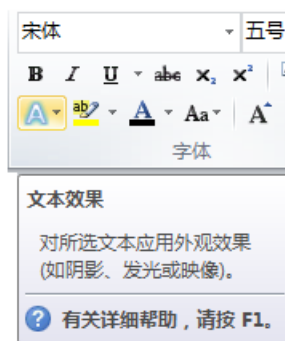 宋体 五号
B I U abc x₂ x²
A ab A Aa A
字体
文本效果
对所选文本应用外观效果
(如阴影、发光或映像)。
有关详细帮助，请按 F1。